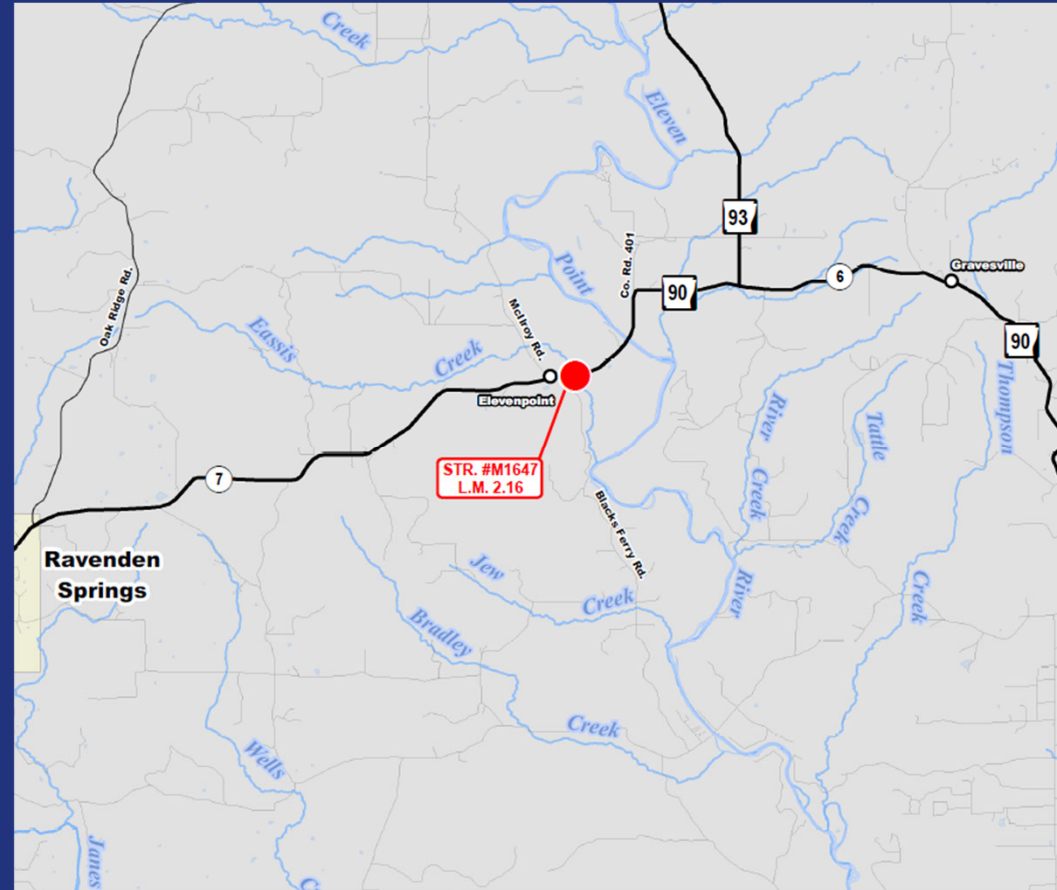 Creek
Eleven
93
Point
Co. Rd. 401
6
Gravesville
90
Oak Ridge Rd.
McIlroy Rd.
Eassis
Creek
90
Elevenpoint
Thompson
River
Creek
Tattle
Creek
STR. #M1647
L.M. 2.16
7
Blacks Ferry Rd.
Ravenden
Springs
Jew
Creek
River
Creek
Bradley
Creek
Wells
Janes